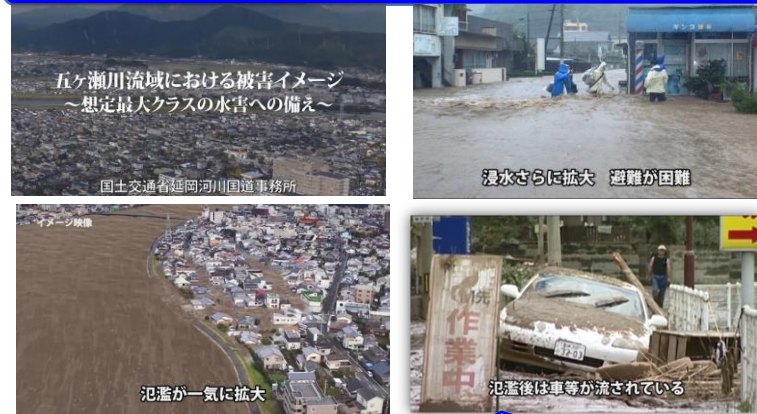 五ヶ瀬川流域における被害イメージ
～想定最大クラスの水害への備え～
国土交通省延岡河川国道事務所
浸水さらに拡大　避難が困難
イメージ映像
氾濫が一気に拡大
作業中
氾濫後は車等が流されている